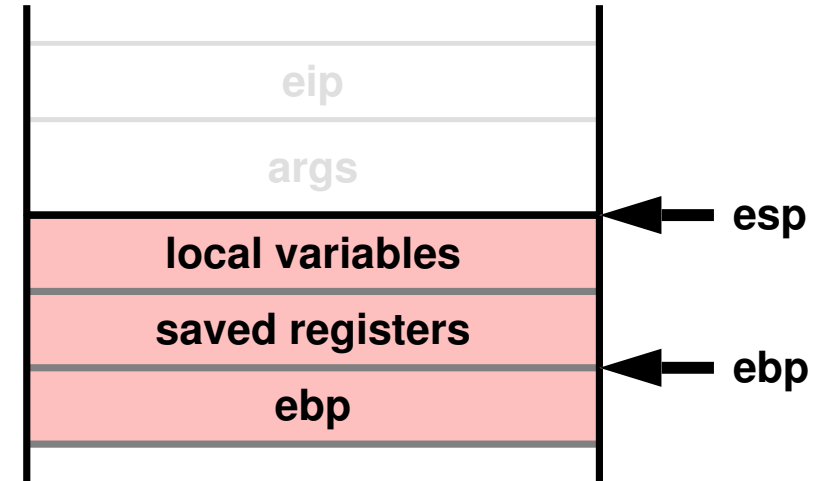 eip
args
esp
local variables
saved registers
ebp
ebp